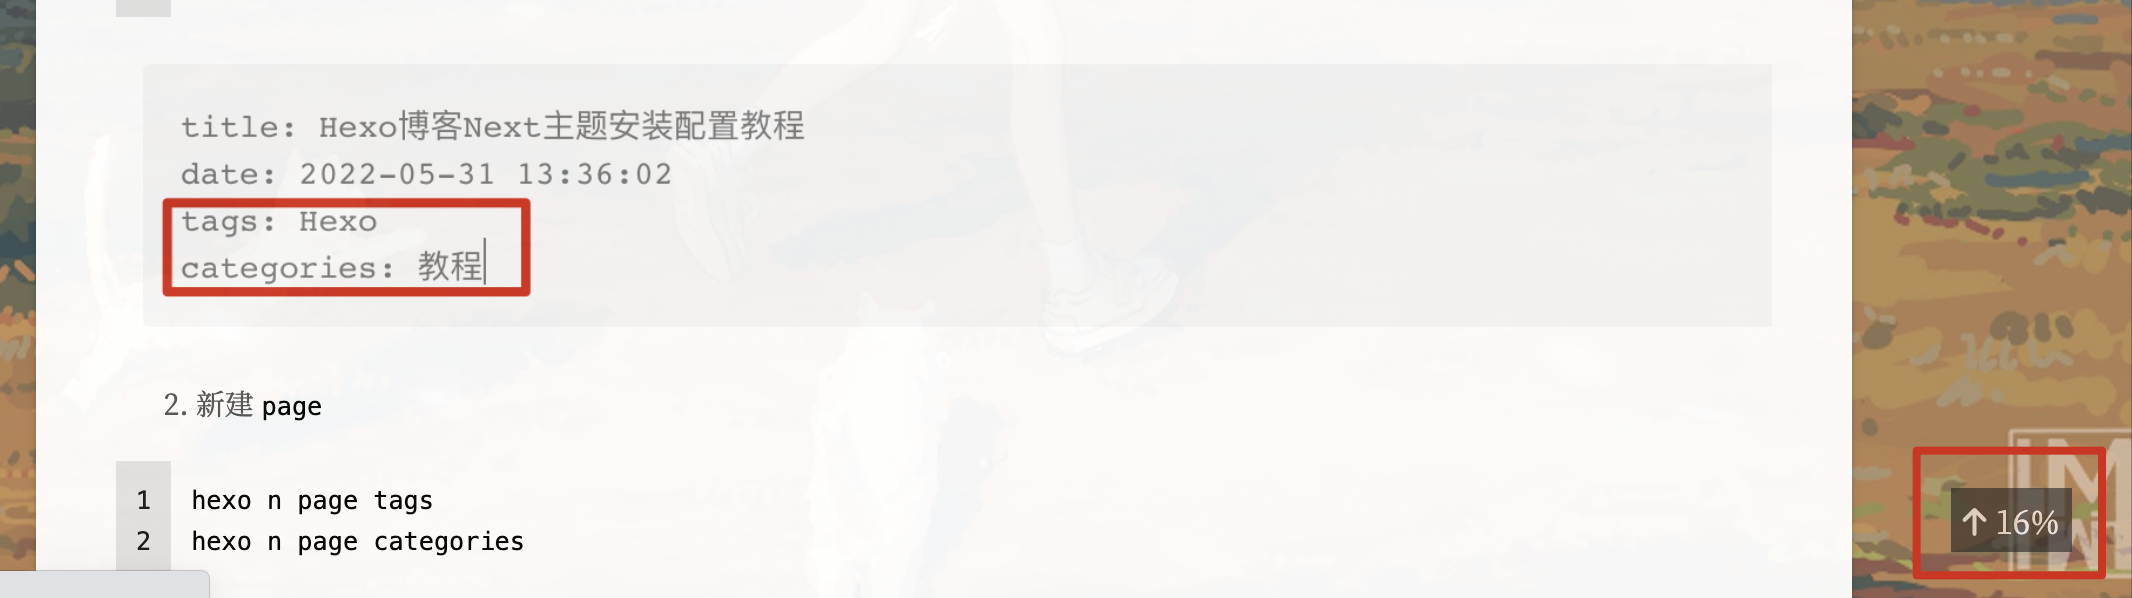 title: Hexo博客Next主题安装配置教程
date: 2022-05-31 13:36:02
tags: Hexo
categories: 教程
2. 新建 page
1 hexo n page tags
2 hexo n page categories
↑ 16%